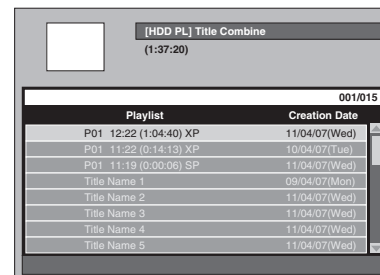 [HDD PL] Title Combine
(1:37:20)
001/015
Playlist Creation Date
P01 12:22 (1:04:40) XP 11/04/07(Wed)
P01 11:22 (0:14:13) XP 10/04/07(Tue)
P01 11:19 (0:00:06) SP 11/04/07(Wed)
Title Name 1 09/04/07(Mon)
Title Name 2 11/04/07(Wed)
Title Name 3 11/04/07(Wed)
Title Name 4 11/04/07(Wed)
Title Name 5 11/04/07(Wed)